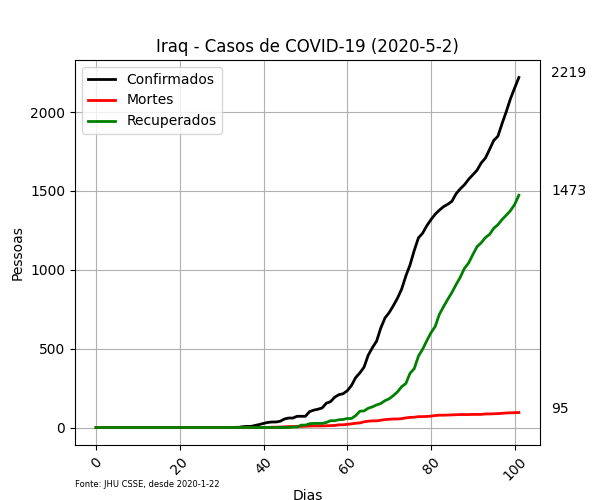 Iraq - Casos de COVID-19 (2020-5-2)
Confirmados
Mortes
Recuperados
2219
1473
95
Pessoas
2000
1500
1000
500
0
0 20 40 60 80 100
Dias
Fonte: JHU CSSE, desde 2020-1-22